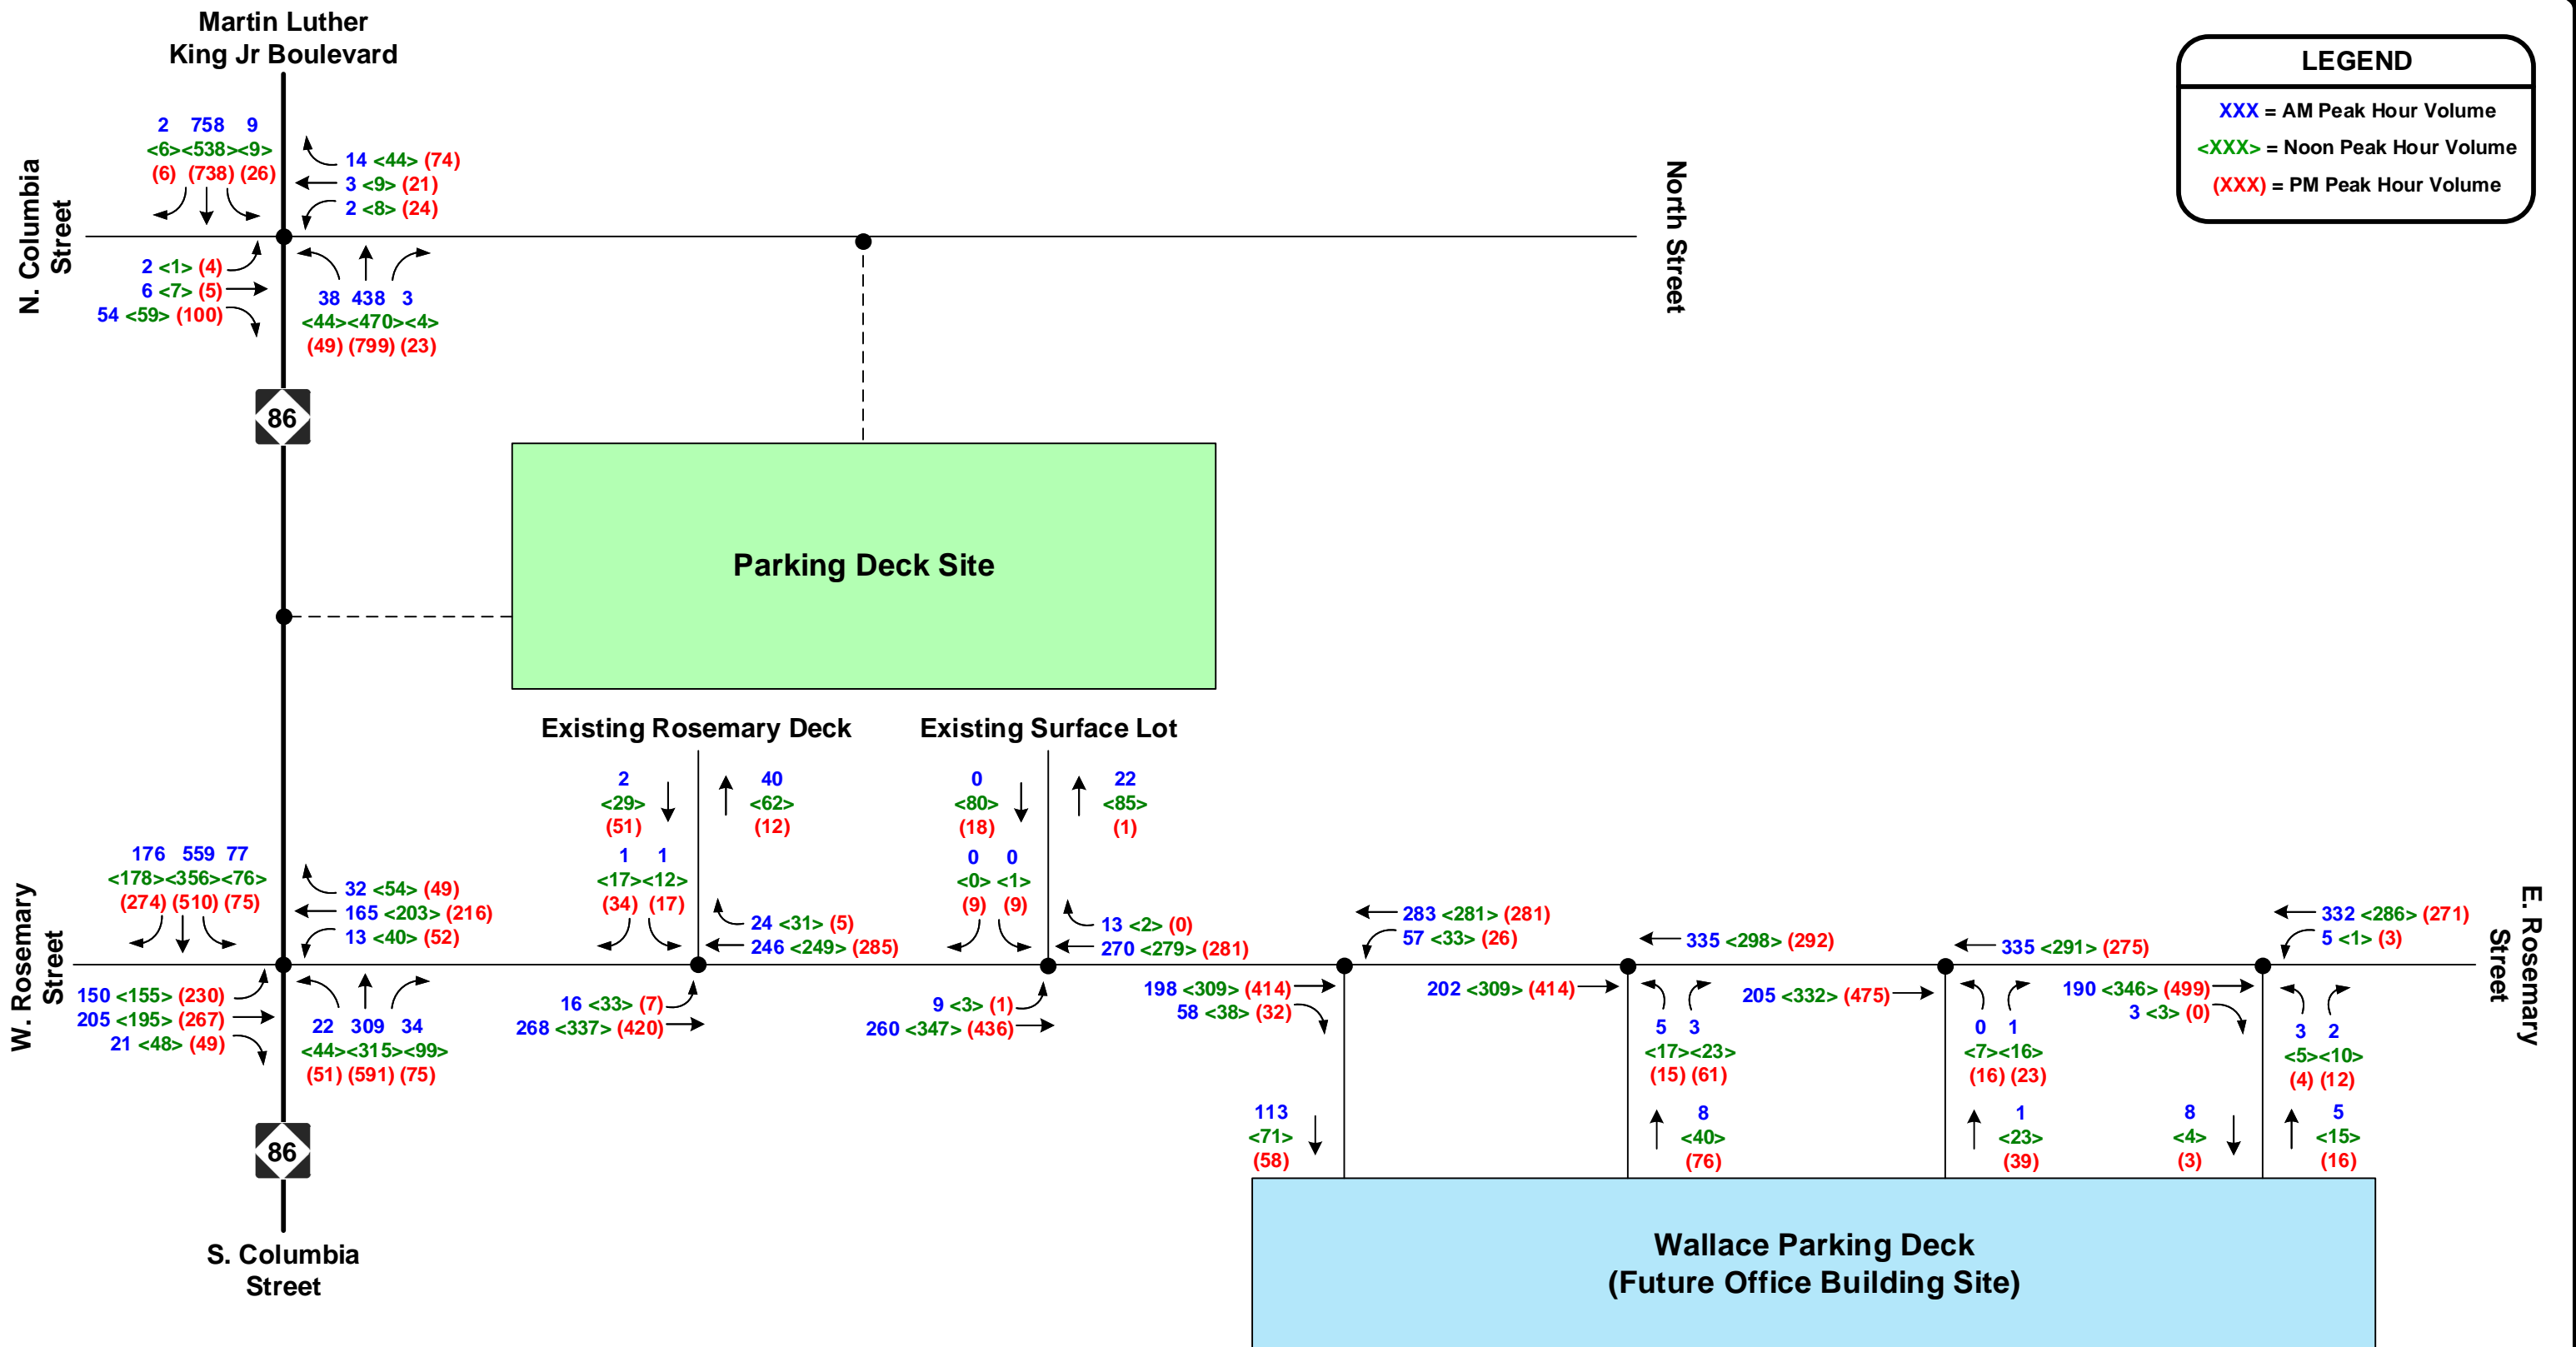 Martin Luther
King Jr Boulevard
LEGEND
XXX = AM Peak Hour Volume
<XXX> = Noon Peak Hour Volume
(XXX) = PM Peak Hour Volume
N. Columbia
Street
North Street
2 758 9
<6><538><9>
(6) (738) (26)
14 <44> (74)
3 <9> (21)
2 <8> (24)
2 <1> (4)
6 <7> (5)
54 <59> (100)
38 438 3
<44><470><4>
(49) (799) (23)
86
Parking Deck Site
Existing Rosemary Deck
2
<29>
(51)
40
<62>
(12)
1 1
<17><12>
(34) (17)
24 <31> (5)
246 <249> (285)
16 <33> (7)
268 <337> (420)
Existing Surface Lot
0
<80>
(18)
22
<85>
(1)
0 0
<0> <1>
(9) (9)
13 <2> (0)
270 <279> (281)
9 <3> (1)
260 <347> (436)
W. Rosemary
Street
176 559 77
<178><356><76>
(274) (510) (75)
32 <54> (49)
165 <203> (216)
13 <40> (52)
150 <155> (230)
205 <195> (267)
21 <48> (49)
22 309 34
<44><315><99>
(51) (591) (75)
86
S. Columbia
Street
283 <281> (281)
57 <33> (26)
198 <309> (414)
58 <38> (32)
113
<71>
(58)
335 <298> (292)
202 <309> (414)
5 3
<17><23>
(15) (61)
8
<40>
(76)
335 <291> (275)
205 <332> (475)
0 1
<7><16>
(16) (23)
1
<23>
(39)
332 <286> (271)
5 <1> (3)
190 <346> (499)
3 <3> (0)
3 2
<5><10>
(4) (12)
8
<4>
(3)
5
<15>
(16)
E. Rosemary
Street
Wallace Parking Deck
(Future Office Building Site)